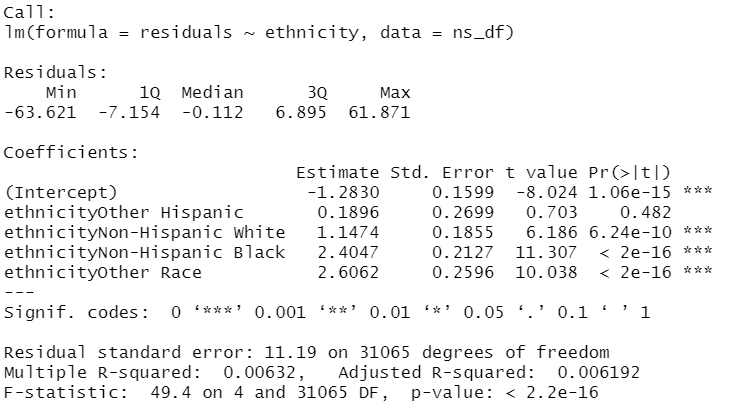 Call:
lm(formula = residuals ~ ethnicity, data = ns_df)
Residuals:
Min 1Q Median 3Q Max
-63.621 -7.154 -0.112 6.895 61.871
Coefficients:
Estimate Std. Error t value Pr(>|t|)
(Intercept) -1.2830 0.1599 -8.024 1.06e-15 ***
ethnicityOther Hispanic 0.1896 0.2699 0.703 0.482
ethnicityNon-Hispanic White 1.1474 0.1855 6.186 6.24e-10 ***
ethnicityNon-Hispanic Black 2.4047 0.2127 11.307 < 2e-16 ***
ethnicityOther Race 2.6062 0.2596 10.038 < 2e-16 ***
---
Signif. codes: 0 ‘***’ 0.001 ‘**’ 0.01 ‘*’ 0.05 ‘.’ 0.1 ‘ ’ 1
Residual standard error: 11.19 on 31065 degrees of freedom
Multiple R-squared: 0.00632, Adjusted R-squared: 0.006192
F-statistic: 49.4 on 4 and 31065 DF, p-value: < 2.2e-16